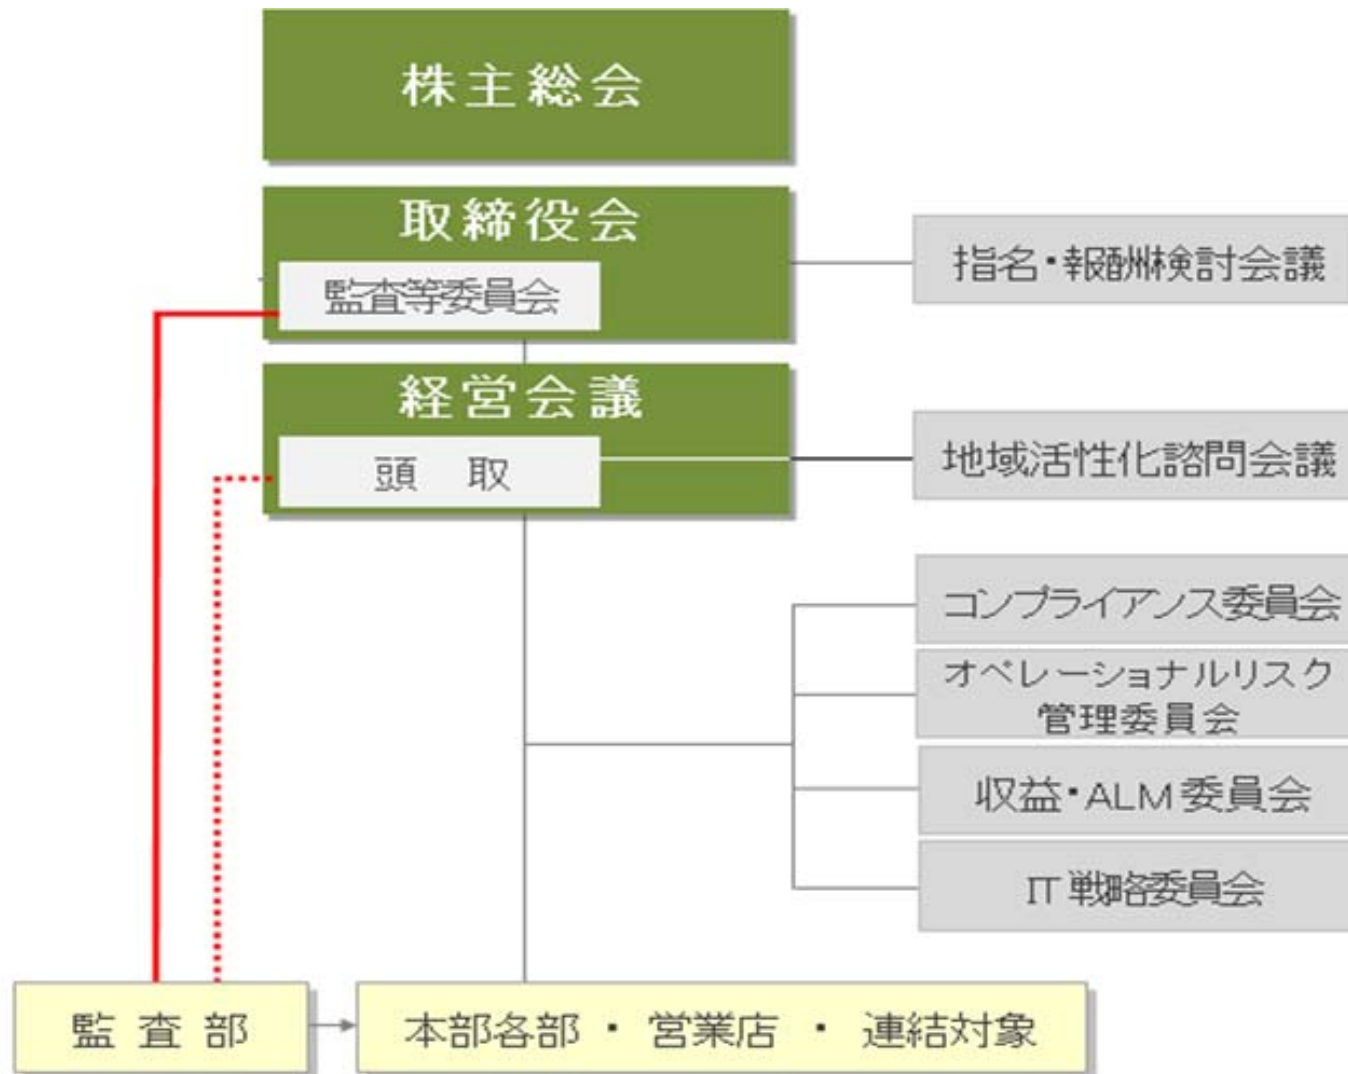 株主総会
取締役会
監査等委員会
指名・報酬検討会議
経営会議
頭 取
地域活性化諮問会議
コンプライアンス委員会
オペレーショナルリスク
管理委員会
収益・ALM委員会
IT戦略委員会
監 査 部
本部各部 ・ 営業店 ・ 連結対象